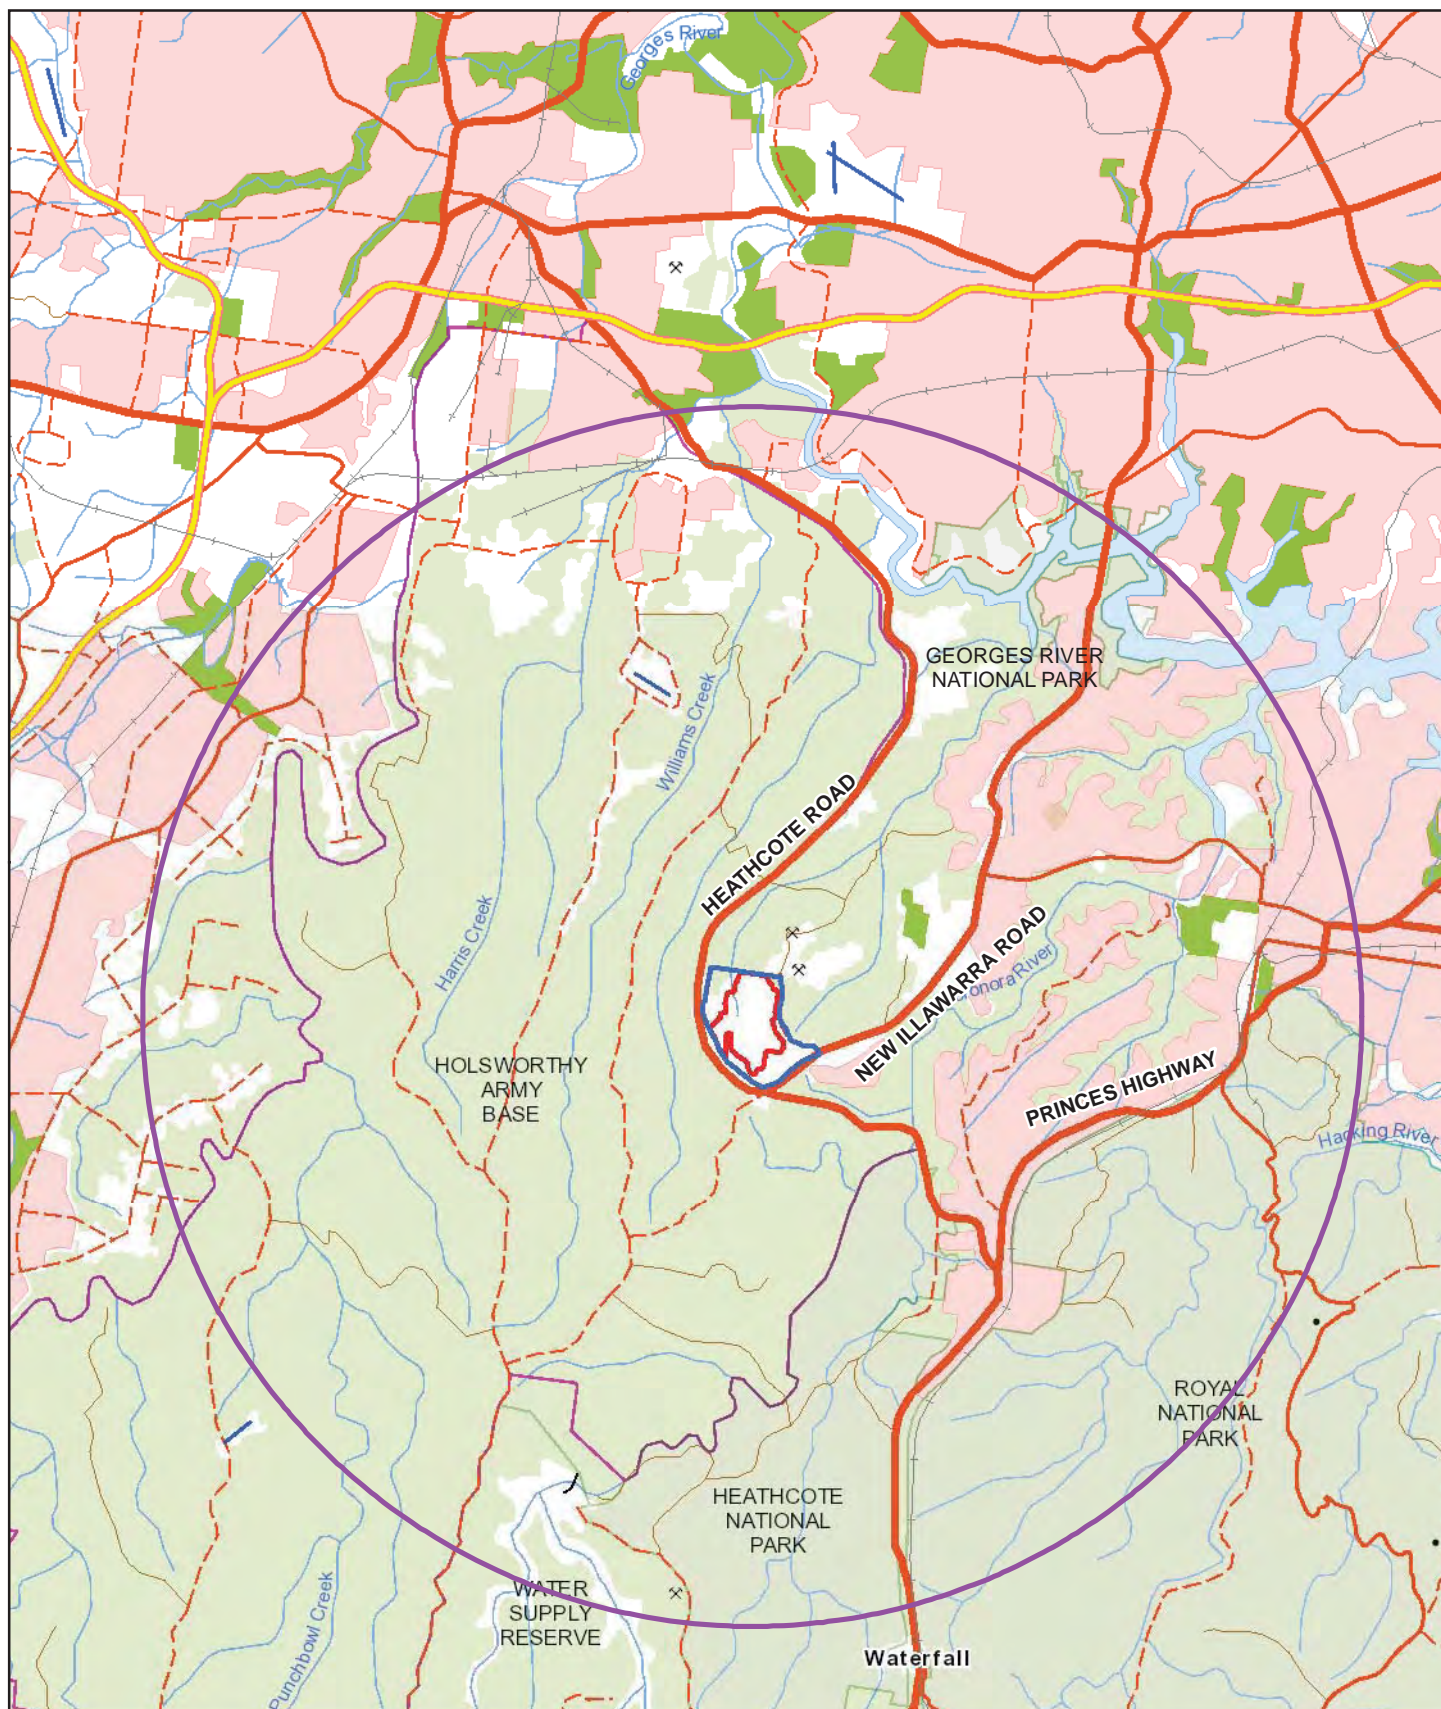 Georges River
GEORGES RIVER
NATIONAL PARK
Williams Creek
HEATHCOTE ROAD
Harris Creek
NEW ILLAWARRA ROAD
River
HOLSWORTHY
ARMY
BASE
PRINCES HIGHWAY
Hacking River
ROYAL
NATIONAL
PARK
HEATHCOTE
NATIONAL
PARK
WATER
SUPPLY
RESERVE
Punchbowl Creek
Waterfall